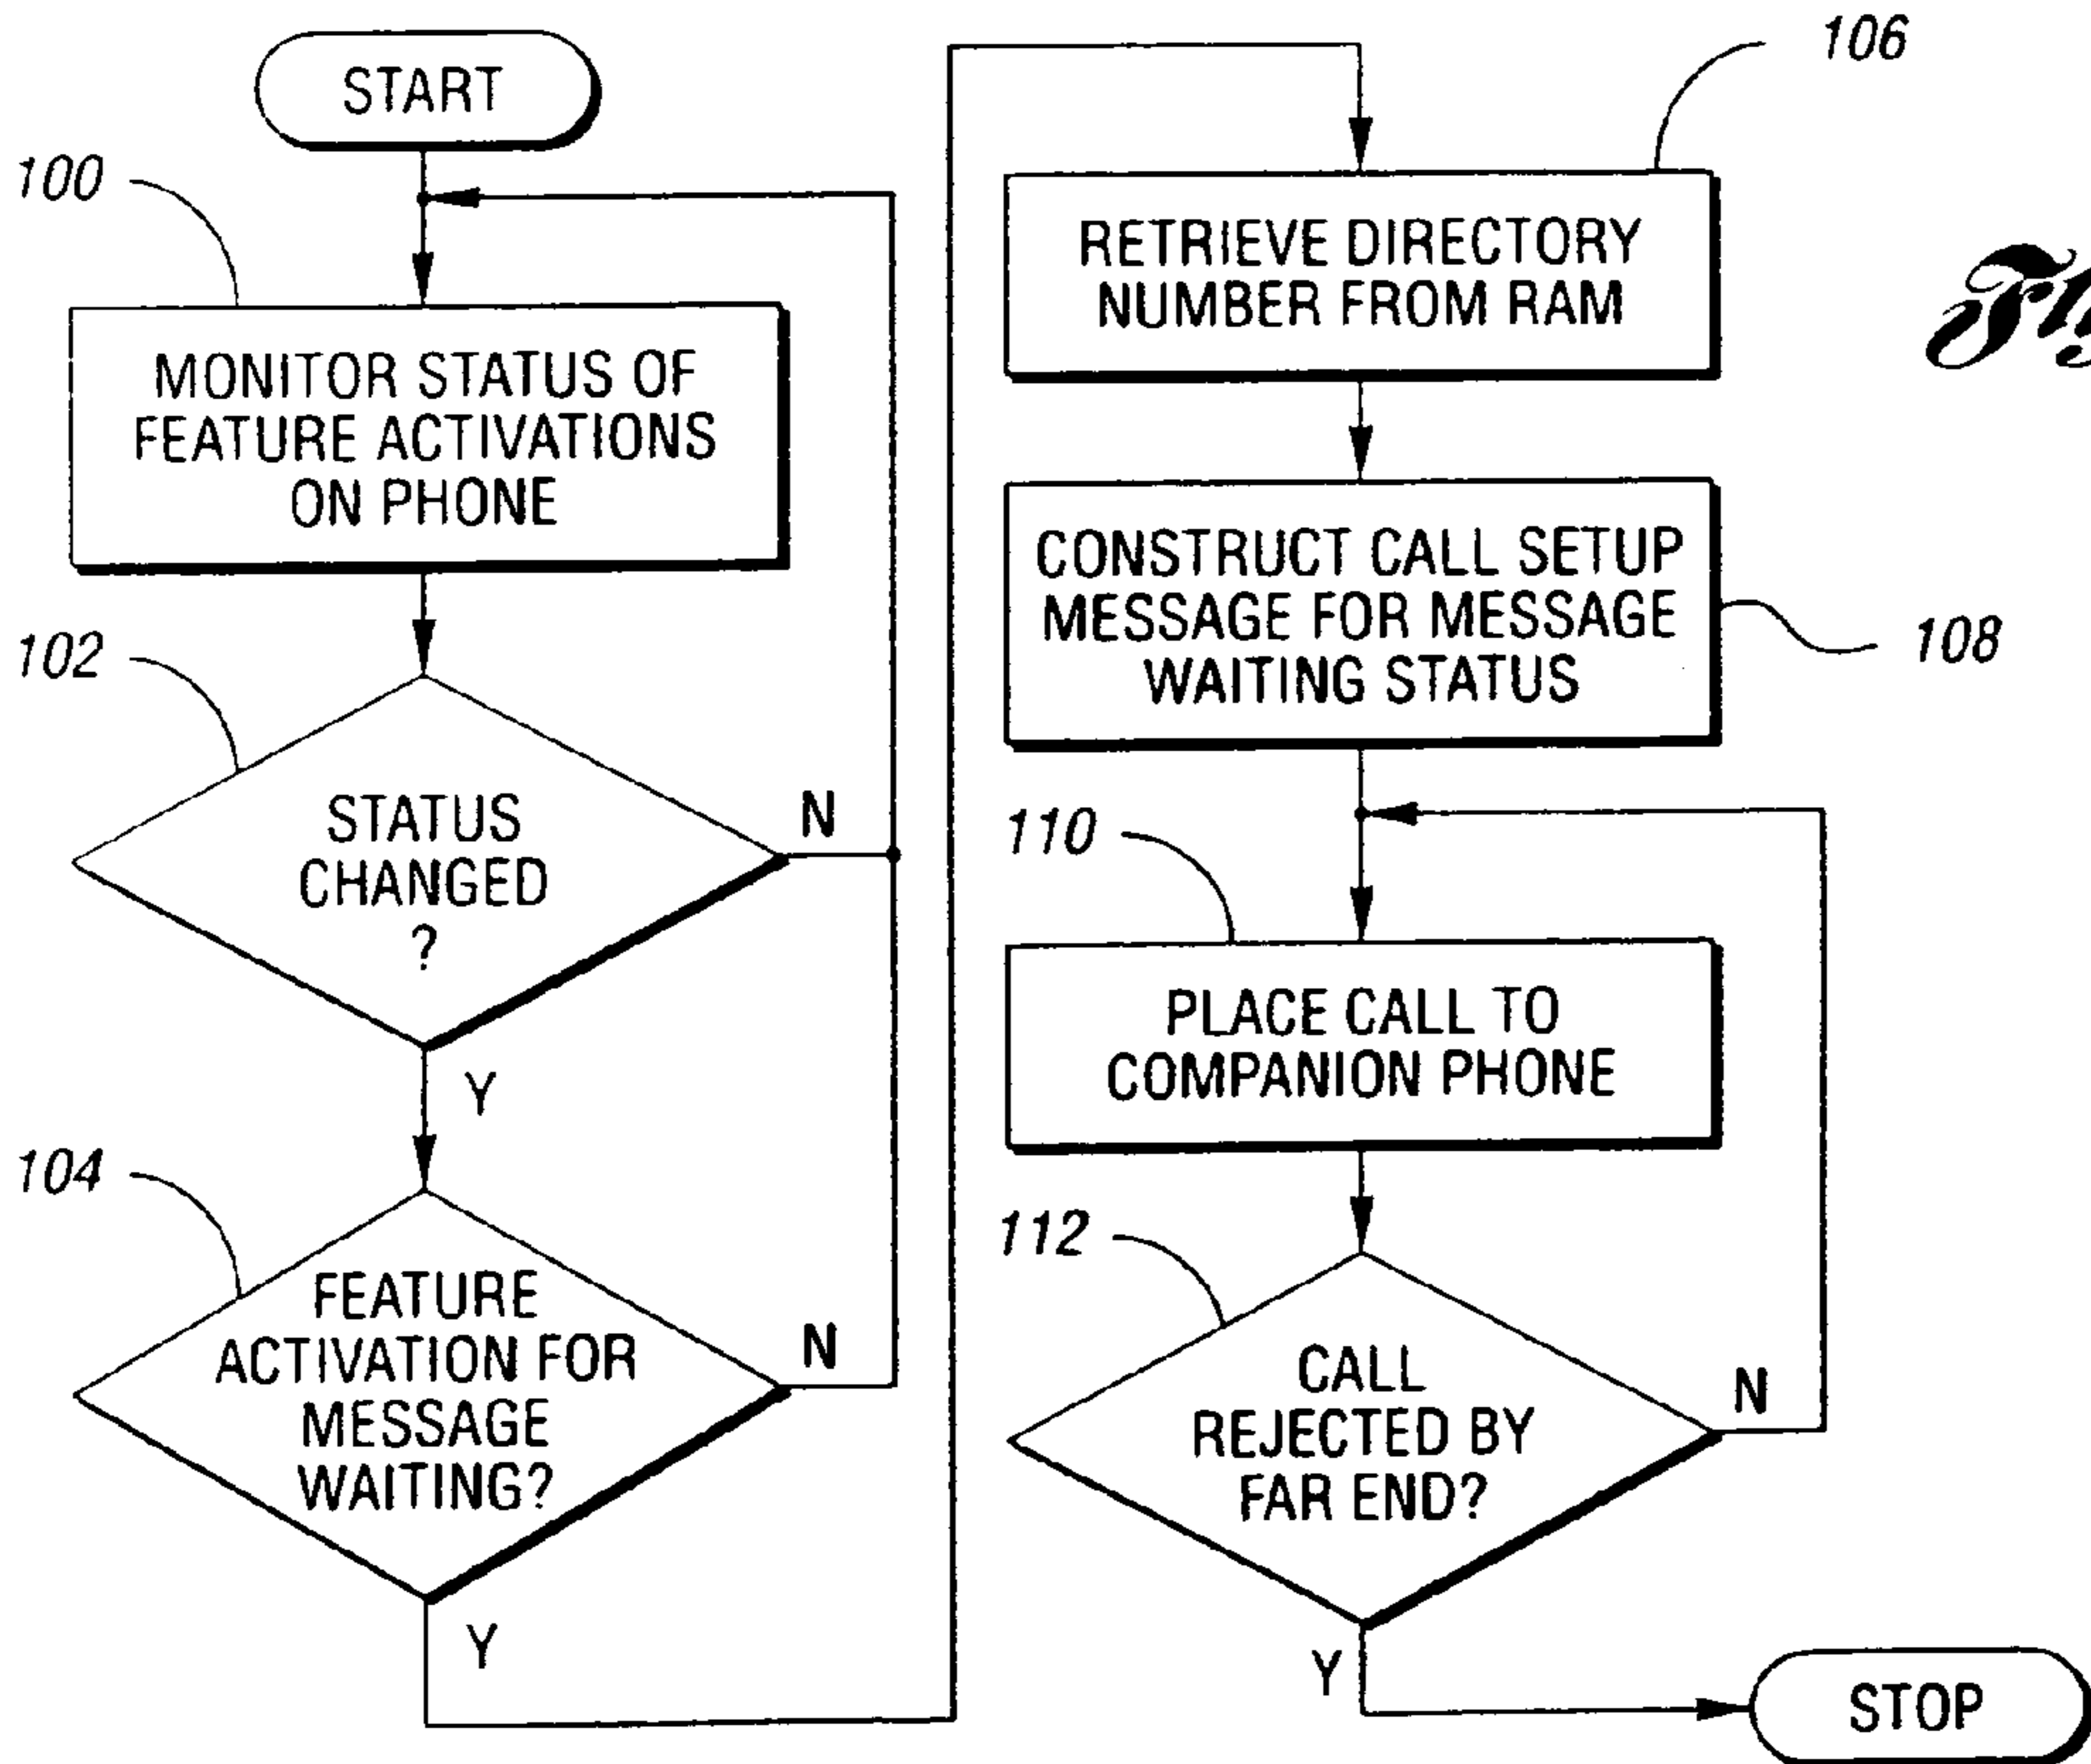 START
100
MONITOR STATUS OF
FEATURE ACTIVATIONS
ON PHONE
102
STATUS
CHANGED
?
N
Y
104
FEATURE
ACTIVATION FOR
MESSAGE
WAITING?
N
Y
106
RETRIEVE DIRECTORY
NUMBER FROM RAM
108
CONSTRUCT CALL SETUP
MESSAGE FOR MESSAGE
WAITING STATUS
110
PLACE CALL TO
COMPANION PHONE
112
CALL
REJECTED BY
FAR END?
N
Y
STOP